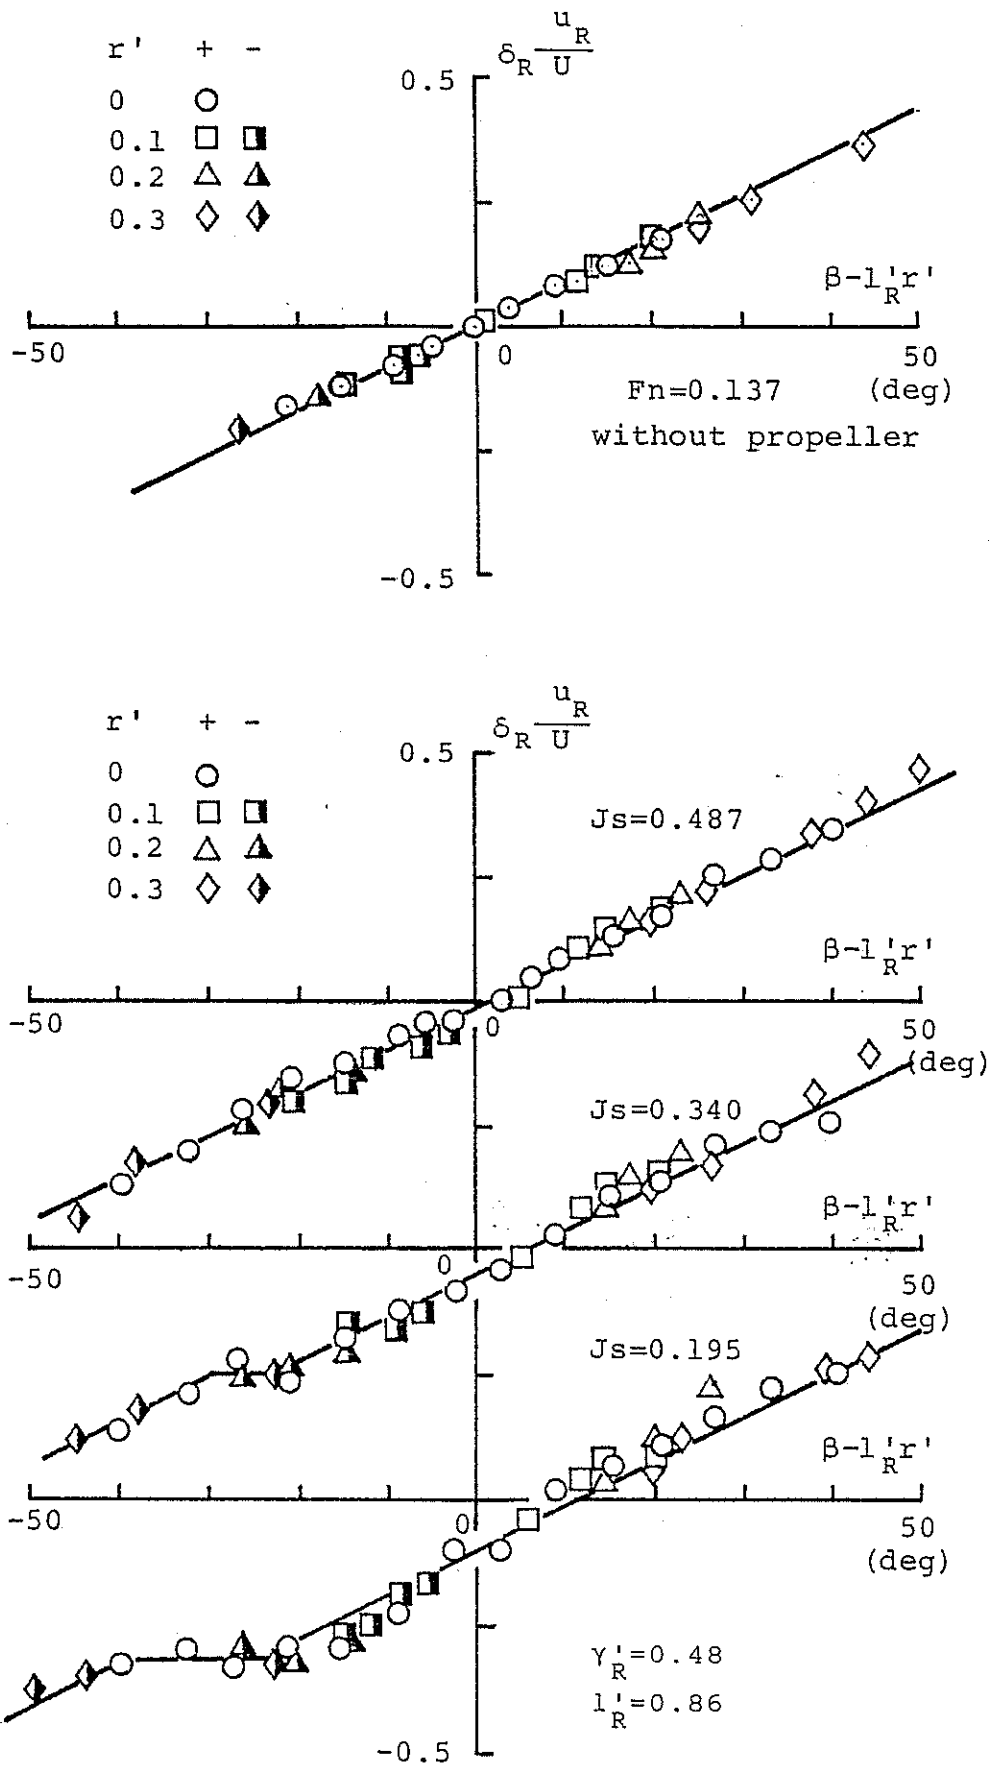 r' + -
0
0.1
0.2
0.3
δR uR/U
0.5
β-l'Rr'
-50
0
50
Fn=0.137 (deg)
without propeller
-0.5
r' + -
0
0.1
0.2
0.3
δR uR/U
0.5
Js=0.487
β-l'Rr'
-50
0
50
(deg)
Js=0.340
β-l'Rr'
-50
0
50
(deg)
Js=0.195
β-l'Rr'
-50
0
50
(deg)
γ'R=0.48
l'R=0.86
-0.5